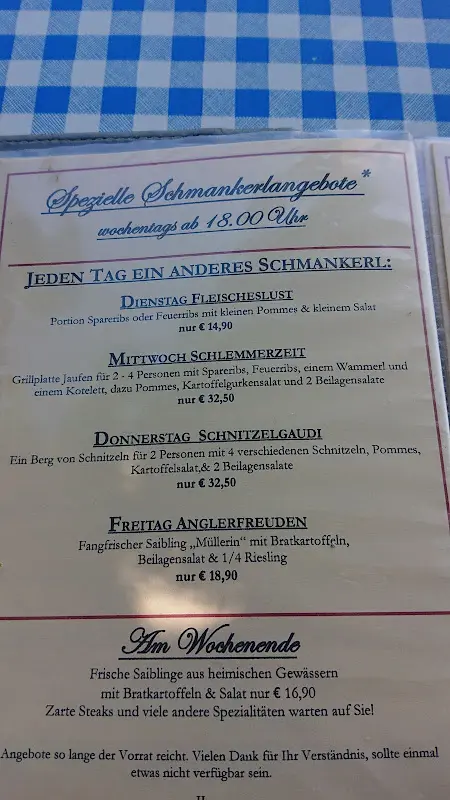 Spezielle Schmankerlangebote*
wochentags ab 18.00 Uhr
JEDEN TAG EIN ANDERES SCHMANKERL:
DIENSTAG FLEISCHESLUST
Portion Spareribs oder Feuerribs mit kleinen Pommes & kleinem Salat
nur € 14,90
MITTWOCH SCHLEMMERZEIT
Grillplatte Jaufen für 2 - 4 Personen mit Spareribs, Feuerribs, einem Wammerl und
einem Kotelett, dazu Pommes, Kartoffelgurkensalat und 2 Beilagensalate
nur € 32,50
DONNERSTAG SCHNITZELGAUDI
Ein Berg von Schnitzeln für 2 Personen mit 4 verschiedenen Schnitzeln, Pommes,
Kartoffelsalat,& 2 Beilagensalate
nur € 32,50
FREITAG ANGLERFREUDEN
Fangfrischer Saibling „Müllerin" mit Bratkartoffeln,
Beilagensalat & 1/4 Riesling
nur € 18,90
Am Wochenende
Frische Saiblinge aus heimischen Gewässern
mit Bratkartoffeln & Salat nur € 16,90
Zarte Steaks und viele andere Spezialitäten warten auf Sie!
Angebote so lange der Vorrat reicht. Vielen Dank für Ihr Verständnis, sollte einmal
etwas nicht verfügbar sein.